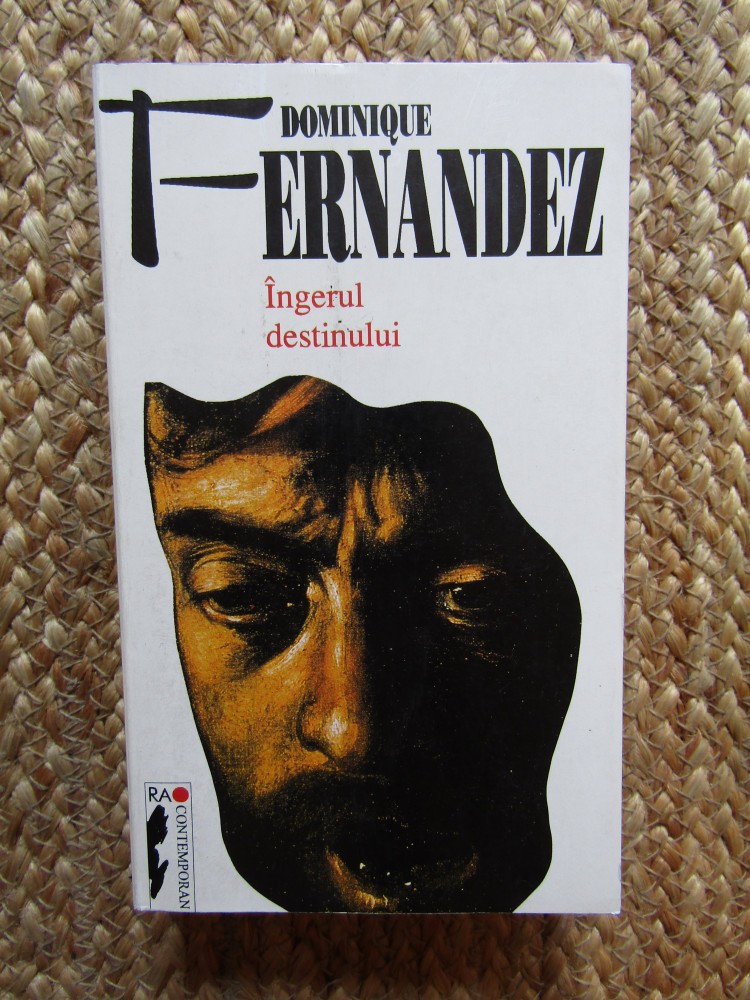 DOMINIQUE
FERNANDEZ
Îngerul
destinului
RAO
CONTEMPORAN